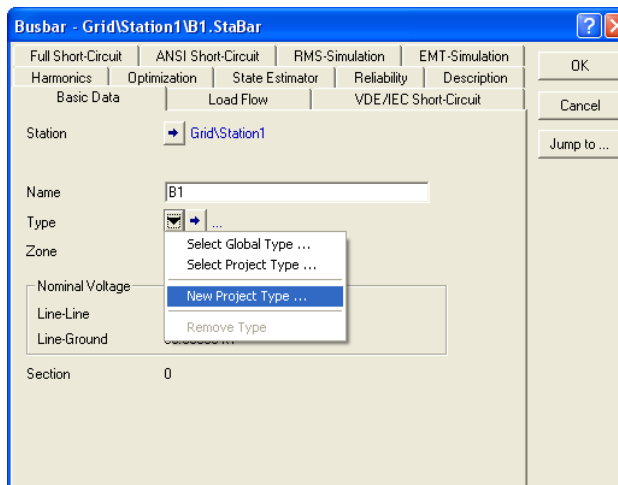 Busbar - Grid\Station1\B1.StaBar
Full Short-Circuit ANSI Short-Circuit RMS-Simulation EMT-Simulation
Harmonics Optimization State Estimator Reliability Description
Basic Data Load Flow VDE/IEC Short-Circuit
OK
Cancel
Jump to ...
Station Grid\Station1
Name B1
Type ...
Zone
Select Global Type ...
Select Project Type ...
New Project Type ...
Remove Type
Nominal Voltage
Line-Line
Line-Ground
Section 0